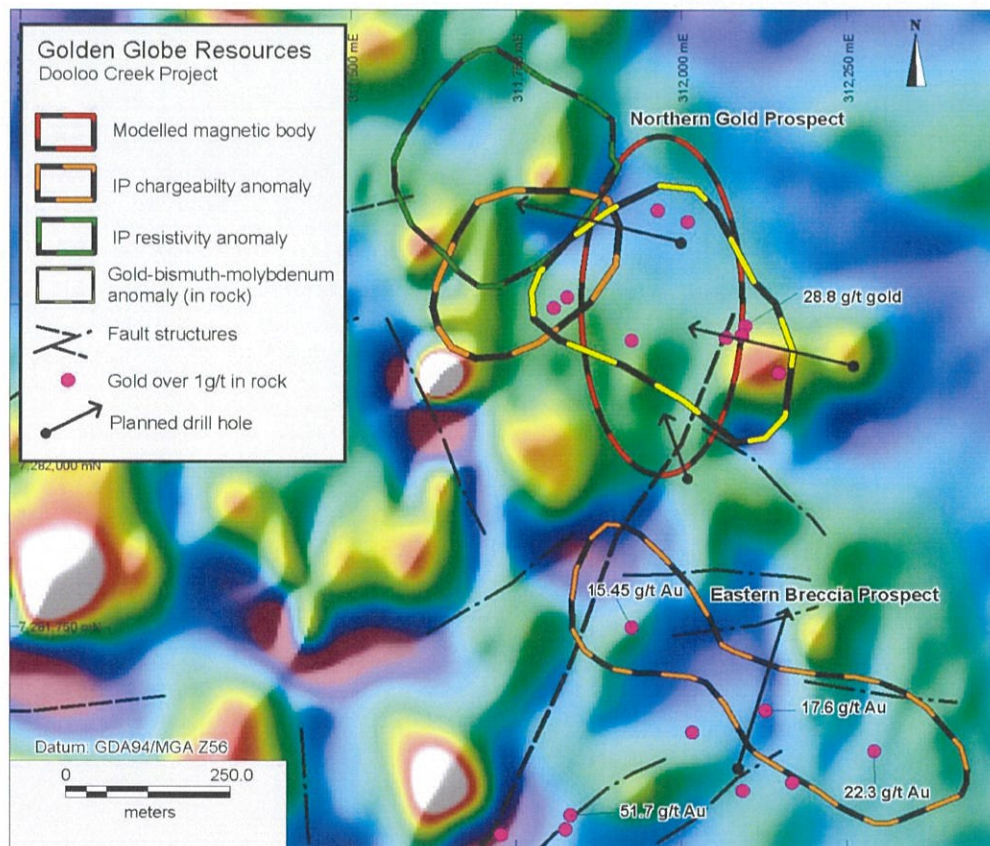 Golden Globe Resources
Dooloo Creek Project
Modelled magnetic body
IP chargeabilty anomaly
IP resistivity anomaly
Gold-bismuth-molybdenum
anomaly (in rock)
Fault structures
Gold over 1g/t in rock
Planned drill hole
312,000 mE
312,250 mE
N
Northern Gold Prospect
28.8 g/t gold
7,282,000 mN
15.45 g/t Au
Eastern Breccia Prospect
7,281,750 mN
17.6 g/t Au
Datum: GDA94/MGA Z56
0 250.0
meters
51.7 g/t Au
22.3 g/t Au